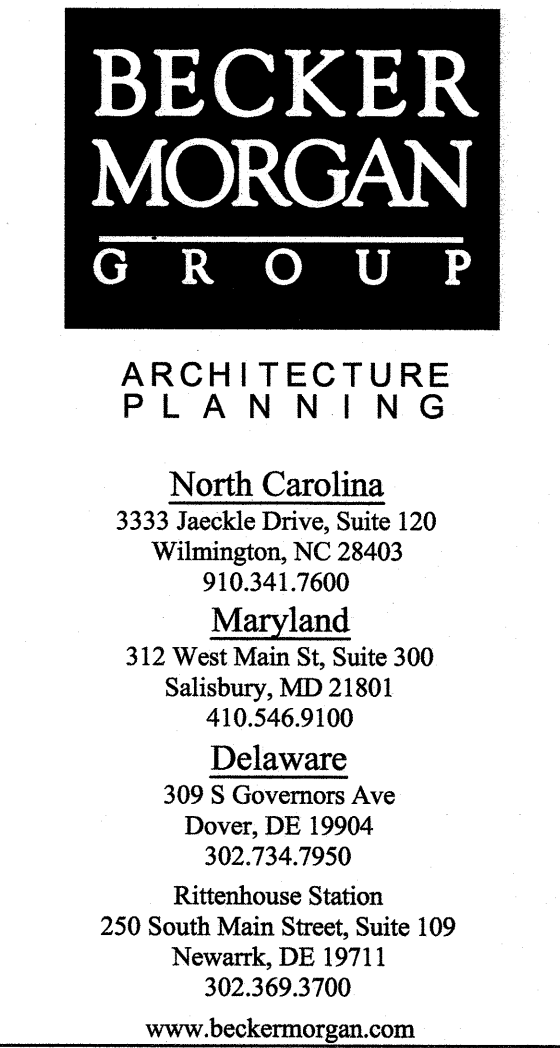 BECKER
MORGAN
GROUP
ARCHITECTURE
PLANNING
North Carolina
3333 Jaeckle Drive, Suite 120
Wilmington, NC 28403
910.341.7600
Maryland
312 West Main St, Suite 300
Salisbury, MD 21801
410.546.9100
Delaware
309 S Governors Ave
Dover, DE 19904
302.734.7950
Rittenhouse Station
250 South Main Street, Suite 109
Newarrk, DE 19711
302.369.3700
www.beckermorgan.com